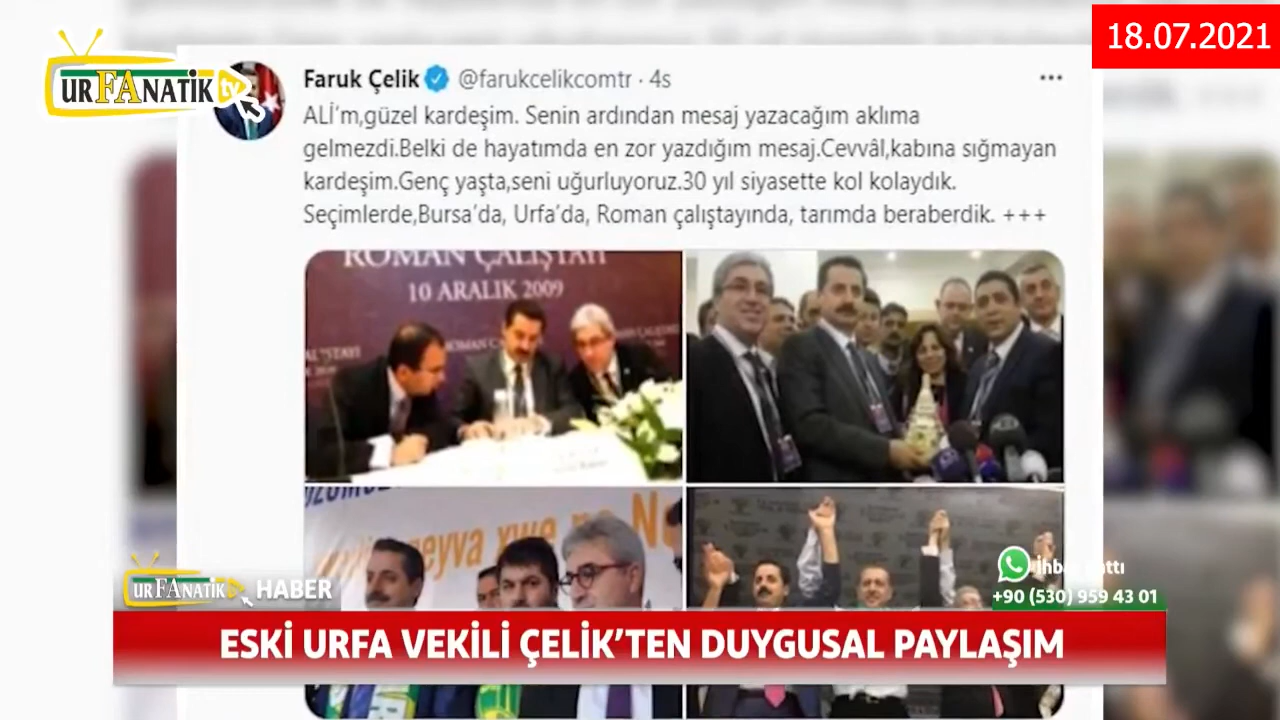 18.07.2021
URFANATİK tv
Faruk Çelik @farukcelikcomtr · 4s
ALİ'm,güzel kardeşim. Senin ardından mesaj yazacağım aklıma
gelmezdi.Belki de hayatımda en zor yazdığım mesaj.Cevvâl,kabına sığmayan
kardeşim.Genç yaşta,seni uğurluyoruz.30 yıl siyasette kol kolaydık.
Seçimlerde,Bursa'da, Urfa'da, Roman çalıştayında, tarımda beraberdik. +++
ROMAN ÇALIŞTAYI
10 ARALIK 2009
URFANATİK HABER
ihbar hattı
+90 (530) 959 43 01
ESKİ URFA VEKİLİ ÇELİK'TEN DUYGUSAL PAYLAŞIM